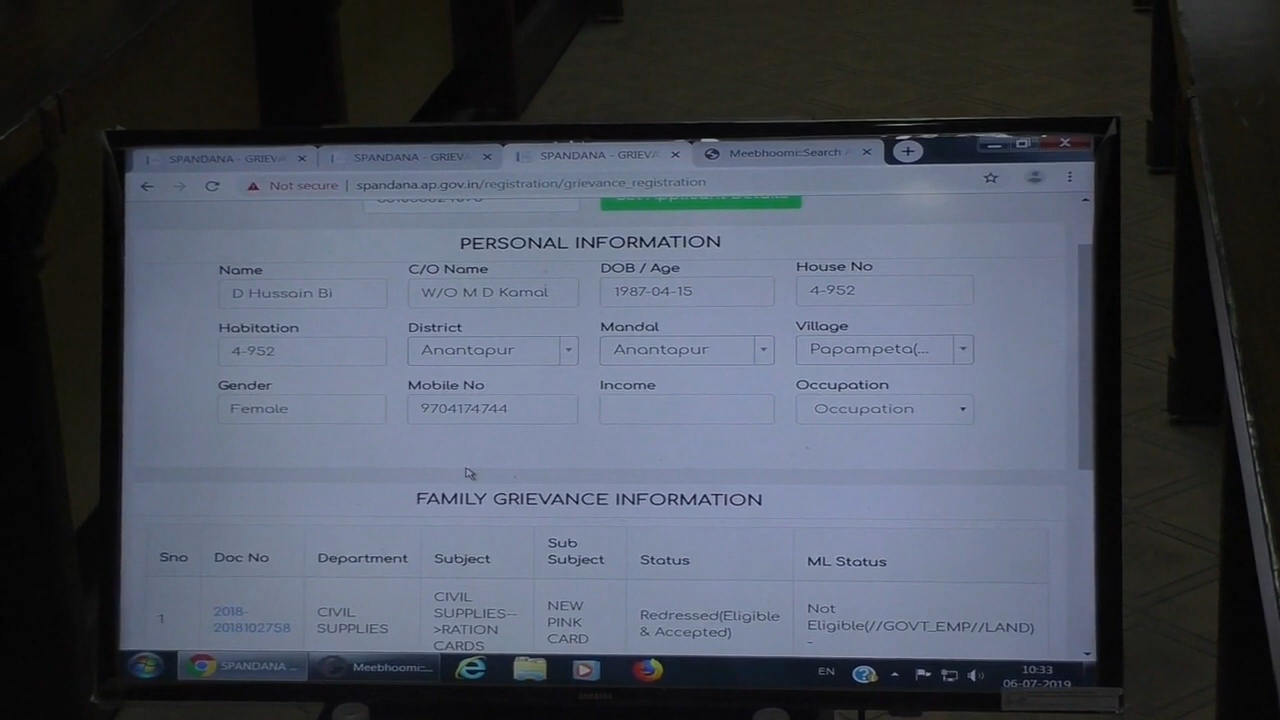 SPANDANA - GRIEV SPANDANA - GRIEV SPANDANA - GRIEV Meebhoomi::Search
Not secure | spandana.ap.gov.in/registration/grievance_registration
PERSONAL INFORMATION
Name C/O Name DOB / Age House No
D Hussain Bi W/O M D Kamal 1987-04-15 4-952
Habitation District Mandal Village
4-952 Anantapur Anantapur Papampeta(...
Gender Mobile No Income Occupation
Female 9704174744 Occupation
FAMILY GRIEVANCE INFORMATION
Sno Doc No Department Subject Sub Subject Status ML Status
1 2018-2018102758 CIVIL SUPPLIES CIVIL SUPPLIES-->RATION CARDS NEW PINK CARD Redressed(Eligible & Accepted) Not Eligible(//GOVT_EMP//LAND) -
SPANDANA ... Meebhoomi:... EN 10:33
06-07-2019
SAMSUNG